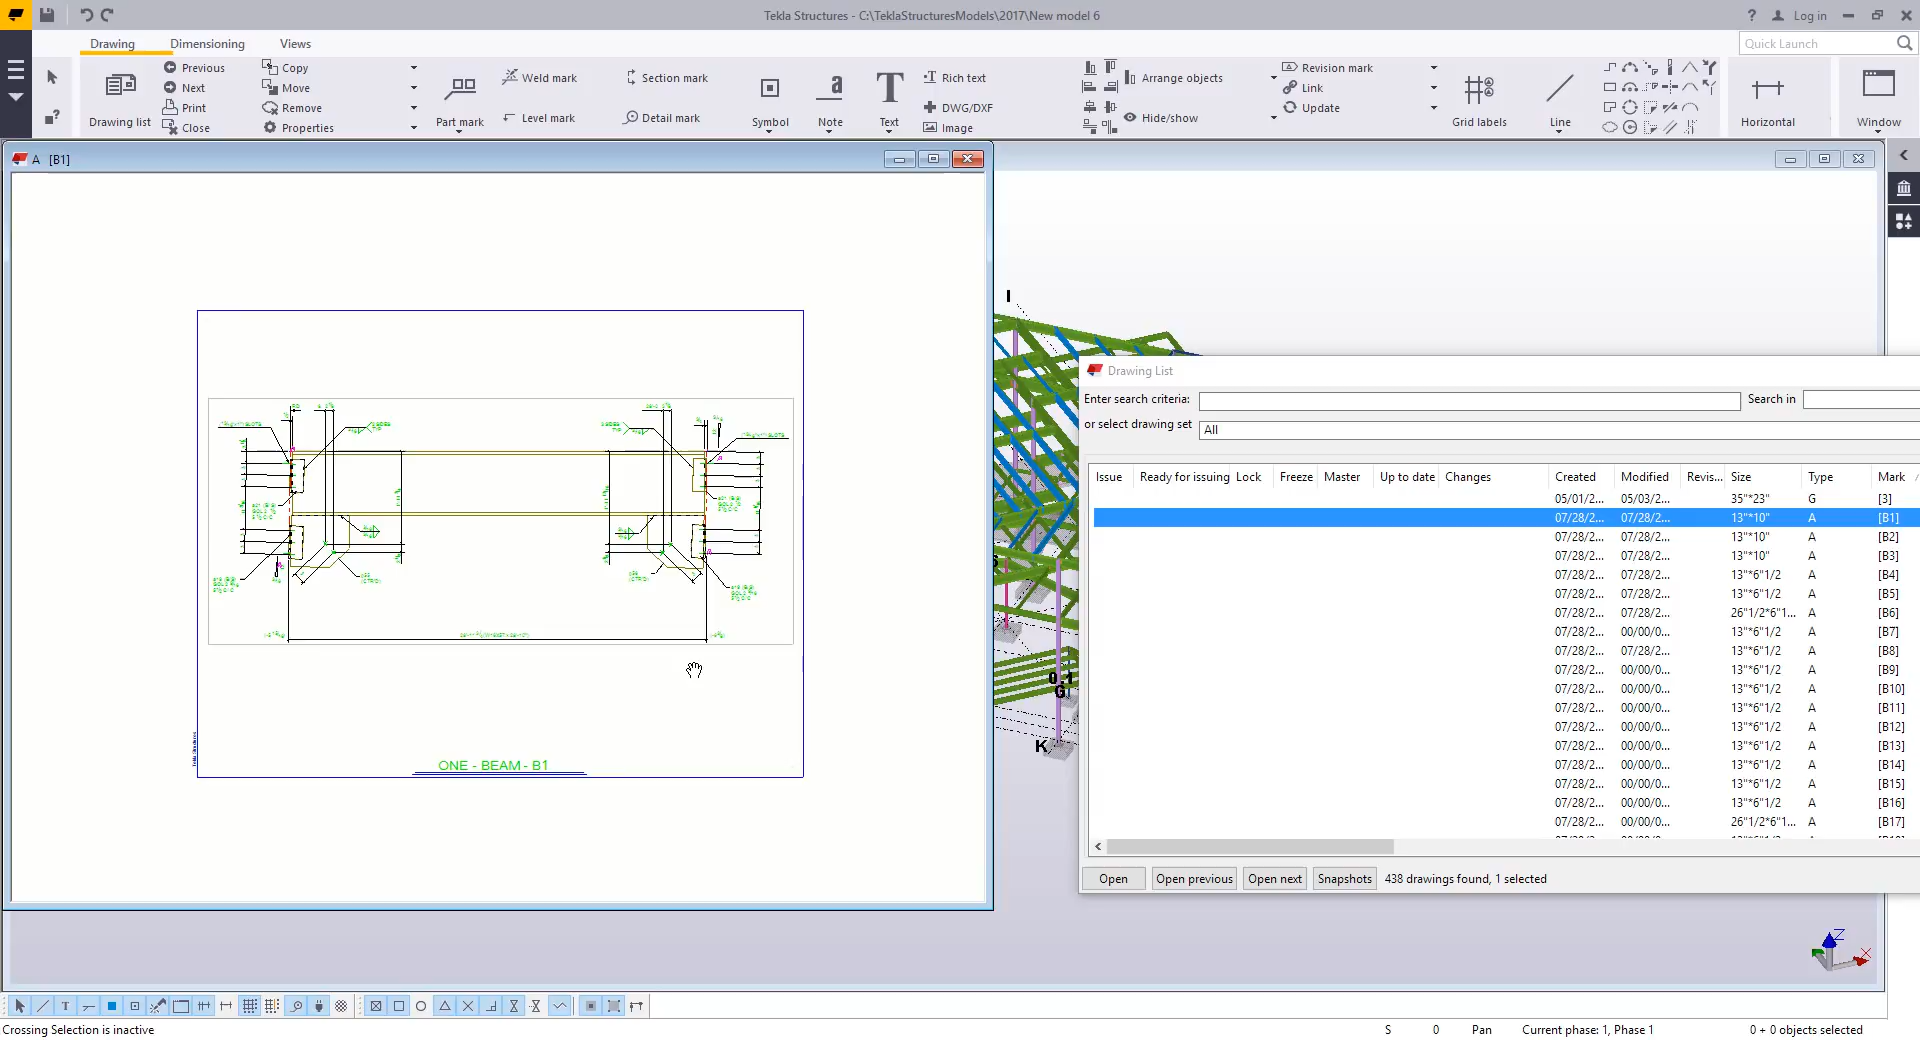 Tekla Structures - C:\TeklaStructuresModels\2017\New model 6
? Log in
Drawing Dimensioning Views
Quick Launch
Drawing list
Previous
Next
Print
Close
Copy
Move
Remove
Properties
Part mark
Weld mark
Level mark
Section mark
Detail mark
Symbol
Note
Text
Rich text
DWG/DXF
Image
Arrange objects
Hide/show
Revision mark
Link
Update
Grid labels
Line
Horizontal
Window
A [B1]
ONE - BEAM - B1
Tekla Structures
I
K
G
Drawing List
Enter search criteria: Search in
or select drawing set All
Issue Ready for issuing Lock Freeze Master Up to date Changes Created Modified Revis... Size Type Mark
05/01/2... 05/03/2... 35"*23" G [3]
07/28/2... 07/28/2... 13"*10" A [B1]
07/28/2... 07/28/2... 13"*10" A [B2]
07/28/2... 07/28/2... 13"*10" A [B3]
07/28/2... 07/28/2... 13"*6"1/2 A [B4]
07/28/2... 07/28/2... 13"*6"1/2 A [B5]
07/28/2... 07/28/2... 26"1/2*6"1... A [B6]
07/28/2... 00/00/0... 13"*6"1/2 A [B7]
07/28/2... 07/28/2... 13"*6"1/2 A [B8]
07/28/2... 00/00/0... 13"*6"1/2 A [B9]
07/28/2... 00/00/0... 13"*6"1/2 A [B10]
07/28/2... 00/00/0... 13"*6"1/2 A [B11]
07/28/2... 00/00/0... 13"*6"1/2 A [B12]
07/28/2... 00/00/0... 13"*6"1/2 A [B13]
07/28/2... 00/00/0... 13"*6"1/2 A [B14]
07/28/2... 00/00/0... 13"*6"1/2 A [B15]
07/28/2... 00/00/0... 13"*6"1/2 A [B16]
07/28/2... 00/00/0... 26"1/2*6"1... A [B17]
Open Open previous Open next Snapshots 438 drawings found, 1 selected
Z
X
Crossing Selection is inactive
S 0 Pan Current phase: 1, Phase 1 0 + 0 objects selected